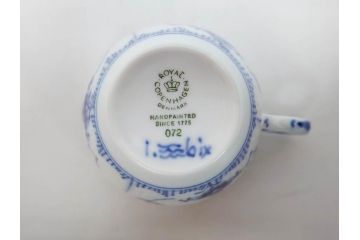 ROYAL
COPENHAGEN
DENMARK
HANDPAINTED
SINCE 1775
072